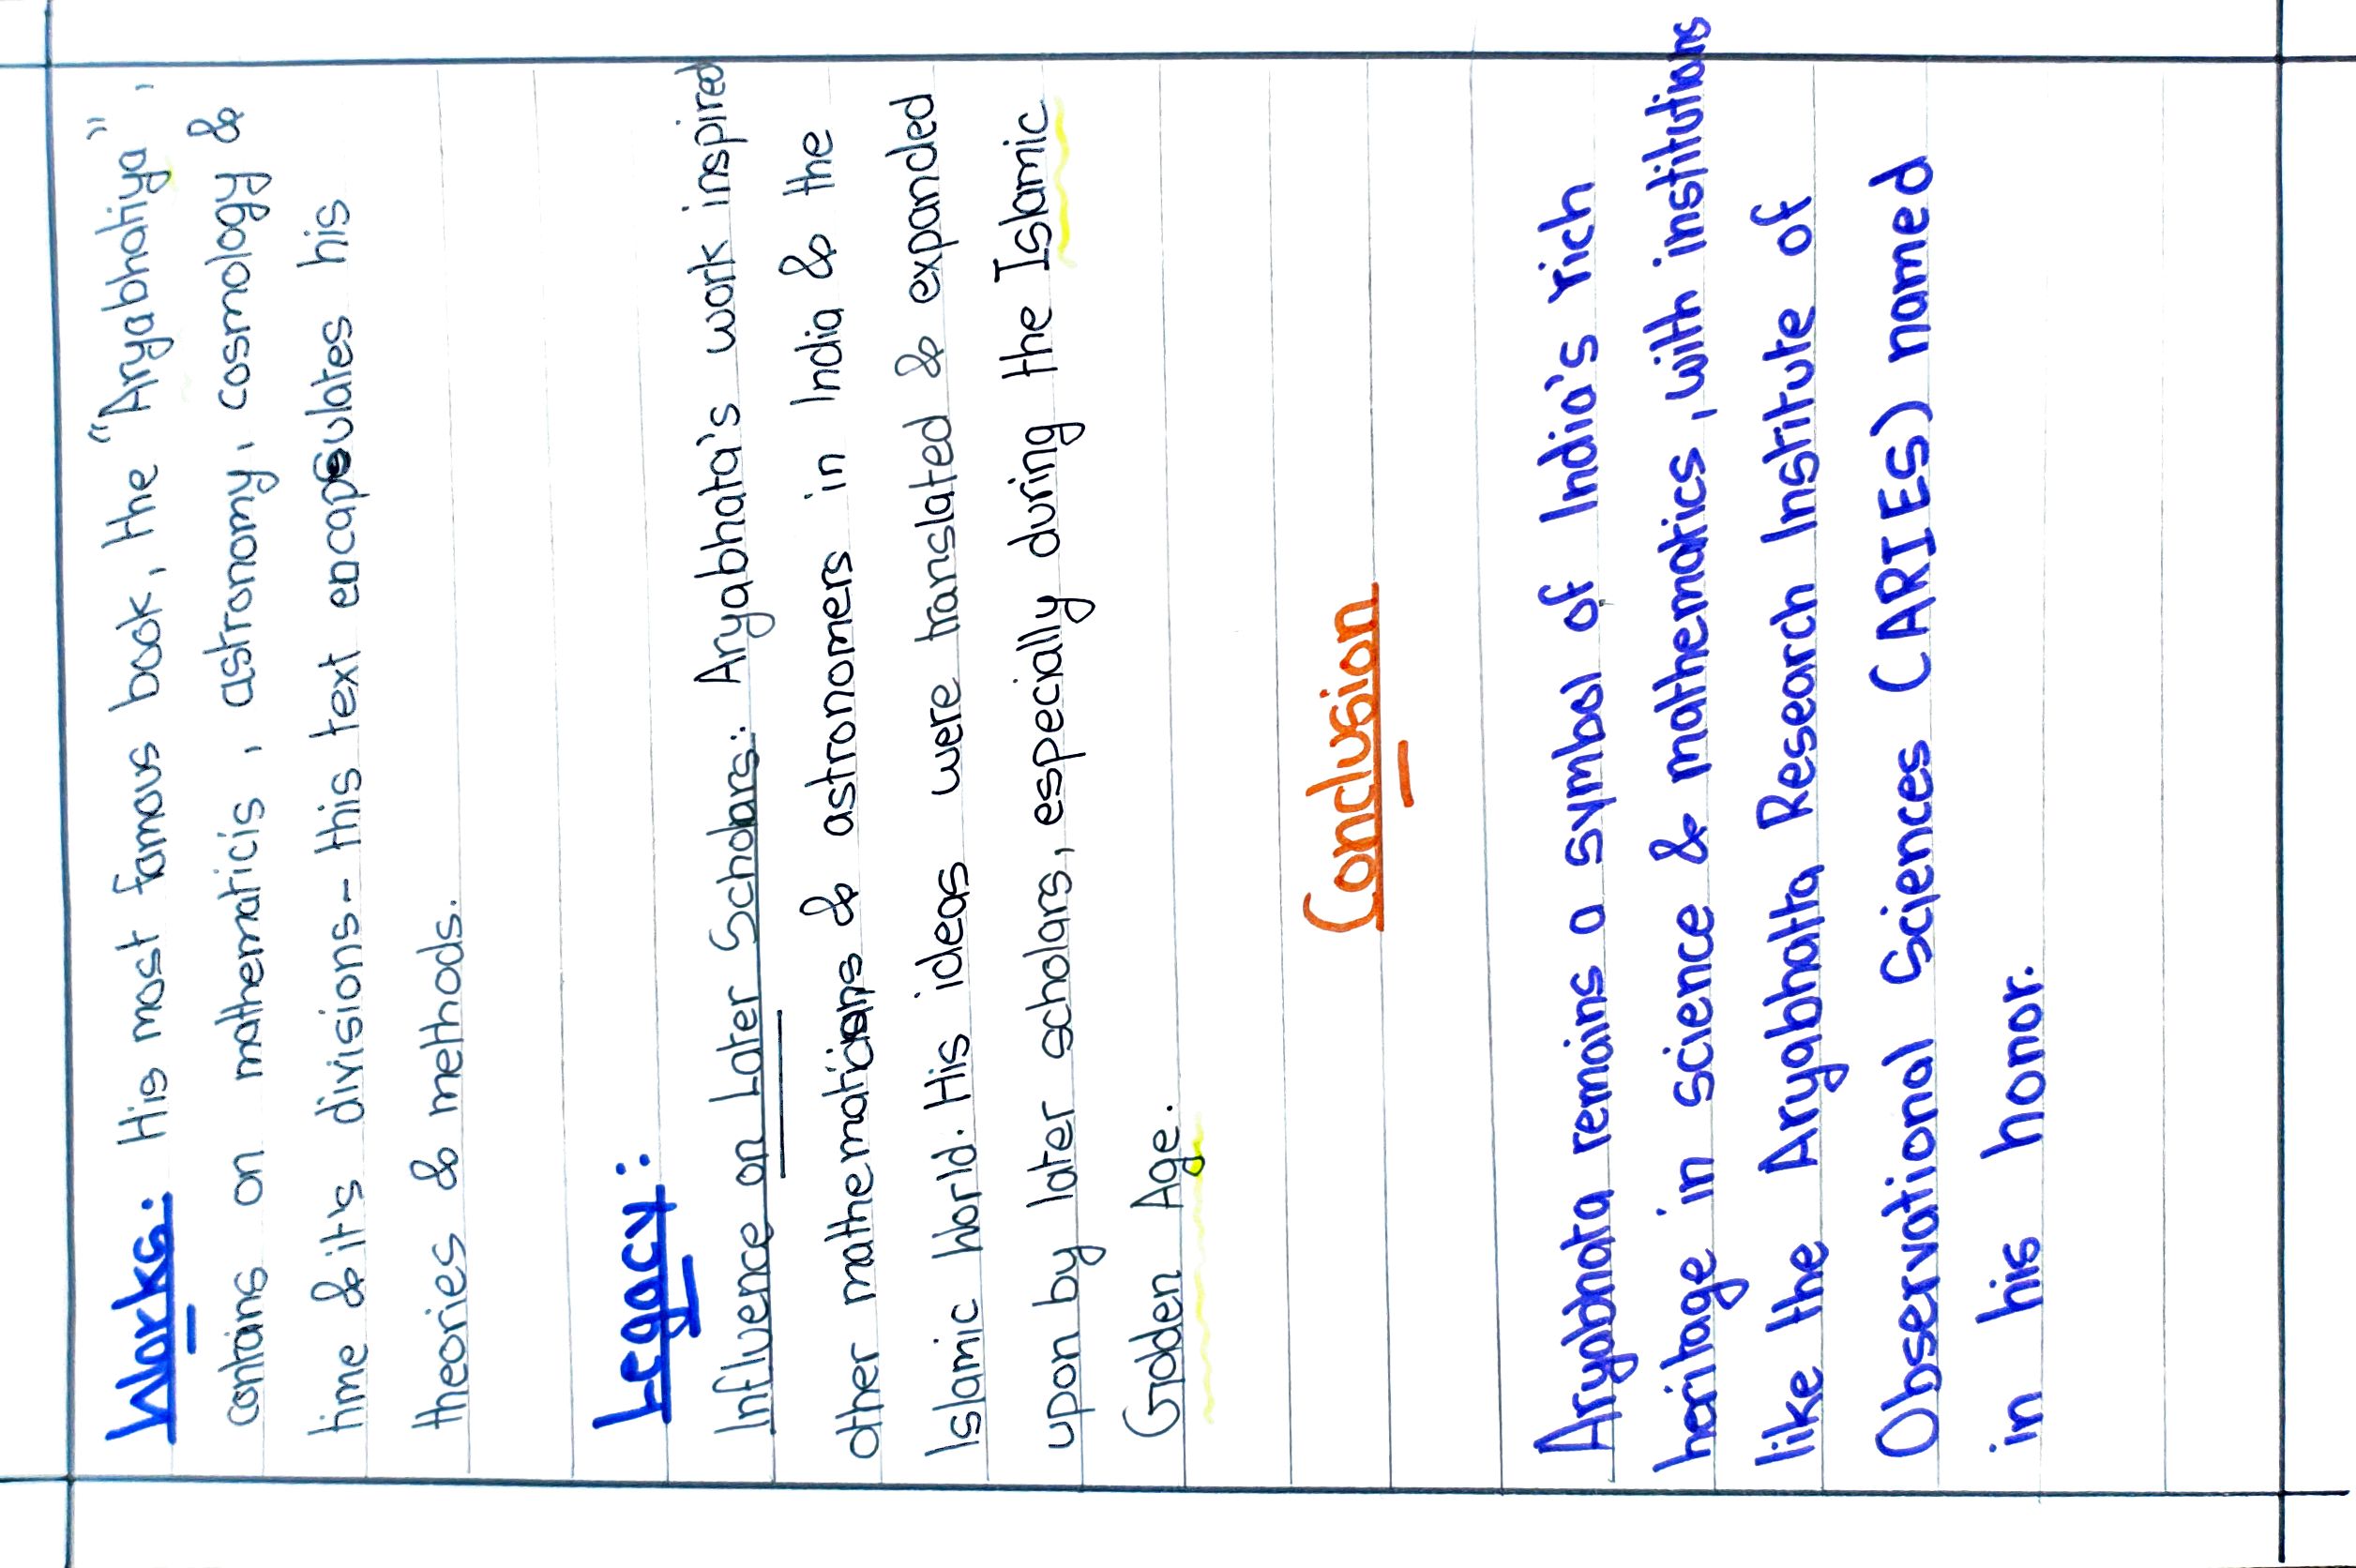 Works: His most famous book, the "Aryabhatiya",
contains on mathematicis, astronomy, cosmology &
time & it's divisions - this text encapsulates his
theories & methods.
Legacy:
Influence on Later Scholars: Aryabhata's work inspired
other mathematicians & astronomers in India & the
Islamic World. His ideas were translated & expanded
upon by later scholars, especially during the Islamic
Golden Age.
Conclusion
Aryabhata remains a symbol of India's rich
heritage in science & mathematics, with institutions
like the Aryabhatta Research Institute of
Observational Sciences (ARIES) named
in his honor.